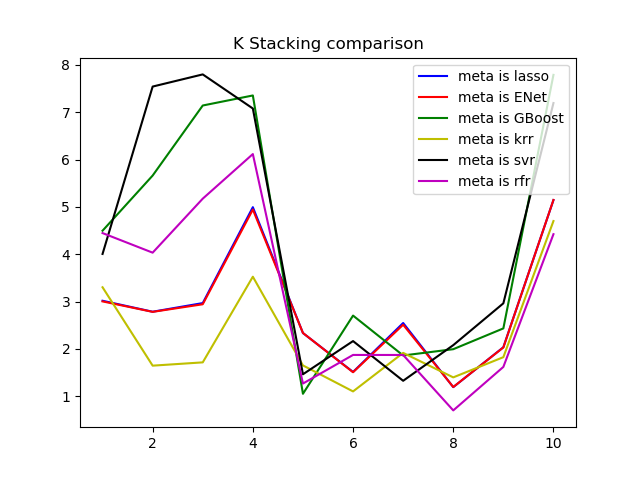 K Stacking comparison
8
7
6
5
4
3
2
1
meta is lasso
meta is ENet
meta is GBoost
meta is krr
meta is svr
meta is rfr
2 4 6 8 10